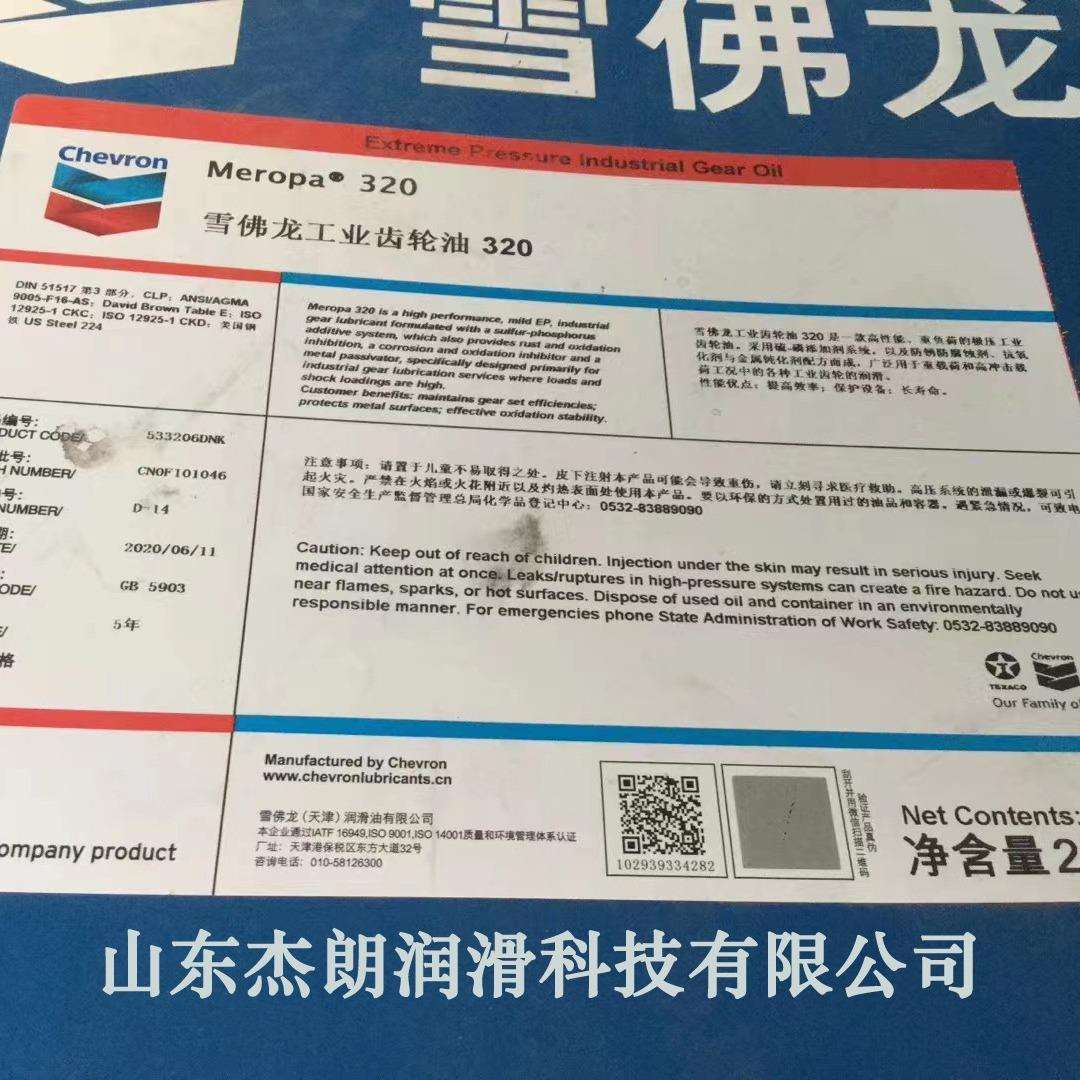 雪佛龙
Extreme Pressure Industrial Gear Oil
Chevron
Meropa® 320
雪佛龙工业齿轮油 320
DIN 51517 第3 部分, CLP; ANSI/AGMA
9005-F16-AS; David Brown Table E; ISO
12925-1 CKC; ISO 12925-1 CKD; 美国钢
铁 US Steel 224
Meropa 320 is a high performance, mild EP, industrial
gear lubricant formulated with a sulfur-phosphorus
additive system, which also provides rust and oxidation
inhibition, a corrosion and oxidation inhibitor and a
metal passivator, specifically designed primarily for
industrial gear lubrication services where loads and
shock loadings are high.
Customer benefits: maintains gear set efficiencies;
protects metal surfaces; effective oxidation stability.
雪佛龙工业齿轮油 320 是一款高性能、重负荷的极压工业
齿轮油。采用硫-磷添加剂系统，以及防锈防腐蚀剂、抗氧
化剂与金属钝化剂配方而成，广泛用于重载荷和高冲击载
荷工况中的各种工业齿轮的润滑。
性能优点：提高效率；保护设备；长寿命。
编号:
DUCT CODE/ 533206DNK
批号:
H NUMBER/ CN0F101046
号:
NUMBER/ D-14
期:
TE/ 2020/06/11
:
ODE/ GB 5903
E/ 5年
格
注意事项：请置于儿童不易取得之处。皮下注射本产品可能会导致重伤，请立刻寻求医疗救助。高压系统的泄漏或爆裂可引
起火灾。严禁在火焰或火花附近以及灼热表面处使用本产品。要以环保的方式处置用过的油品和容器。遇紧急情况，可致电
国家安全生产监督管理总局化学品登记中心：0532-83889090
Caution: Keep out of reach of children. Injection under the skin may result in serious injury. Seek
medical attention at once. Leaks/ruptures in high-pressure systems can create a fire hazard. Do not u
near flames, sparks, or hot surfaces. Dispose of used oil and container in an environmentally
responsible manner. For emergencies phone State Administration of Work Safety: 0532-83889090
TEXACO
Chevron
Our Family o
ompany product
Manufactured by Chevron
www.chevronlubricants.cn
雪佛龙（天津）润滑油有限公司
本企业通过IATF 16949,ISO 9001,ISO 14001质量和环境管理体系认证
厂址：天津港保税区东方大道32号
咨询电话：010-58126300
102939334282
刮开并用微信扫描二维码
验证产品真伪
Net Contents:
净含量2
山东杰朗润滑科技有限公司